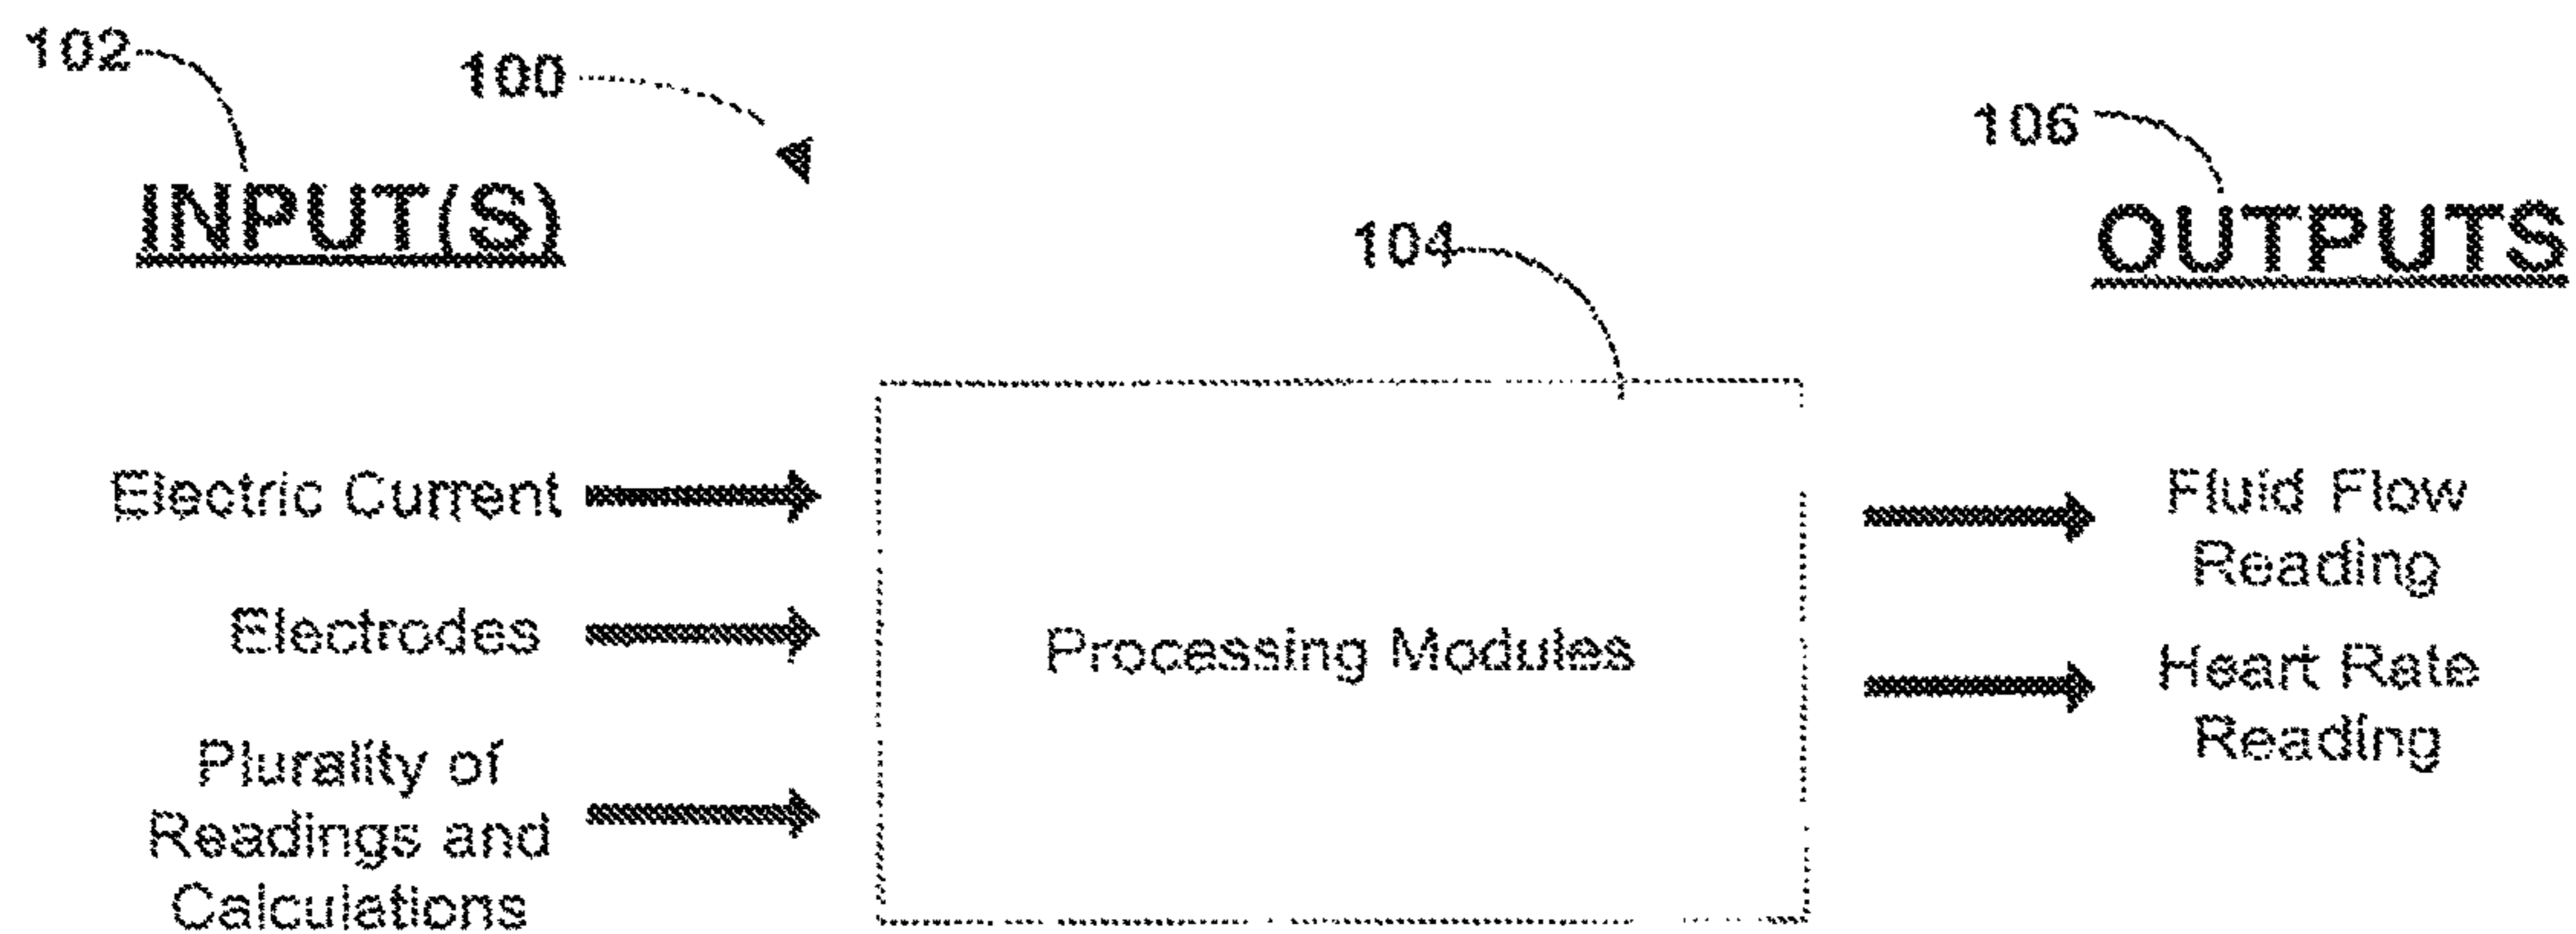 102
100
106
INPUT(S)
OUTPUTS
104
Electric Current
Fluid Flow
Reading
Electrodes
Processing Modules
Heart Rate
Reading
Plurality of
Readings and
Calculations